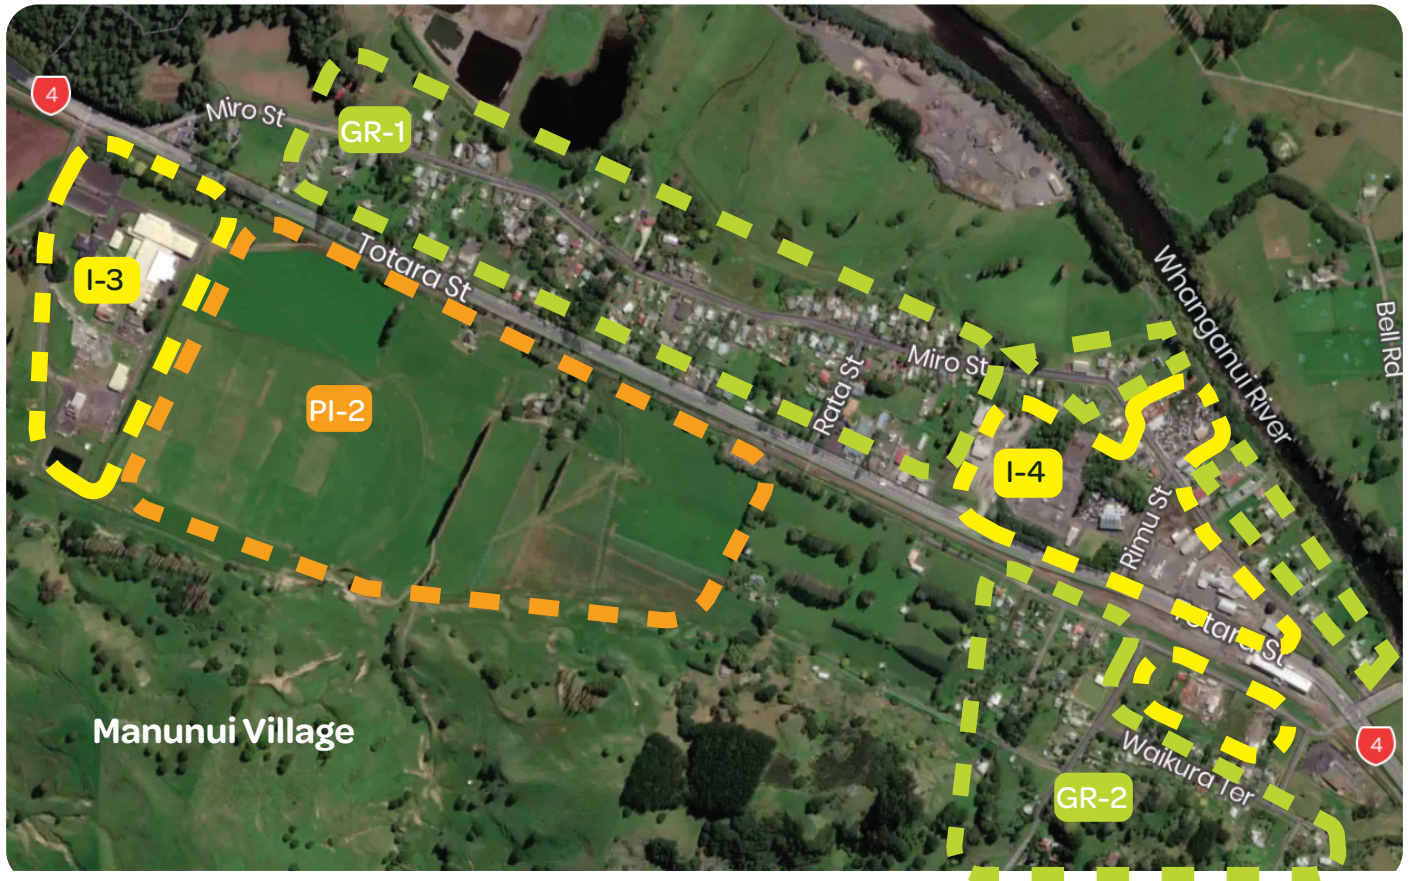 4
Miro St
GR-1
Totara St
I-3
PI-2
Whanganui River
Bell Rd
Miro St
Rata St
I-4
Rimu St
Totara St
Manunui Village
Waikura Ter
GR-2
4